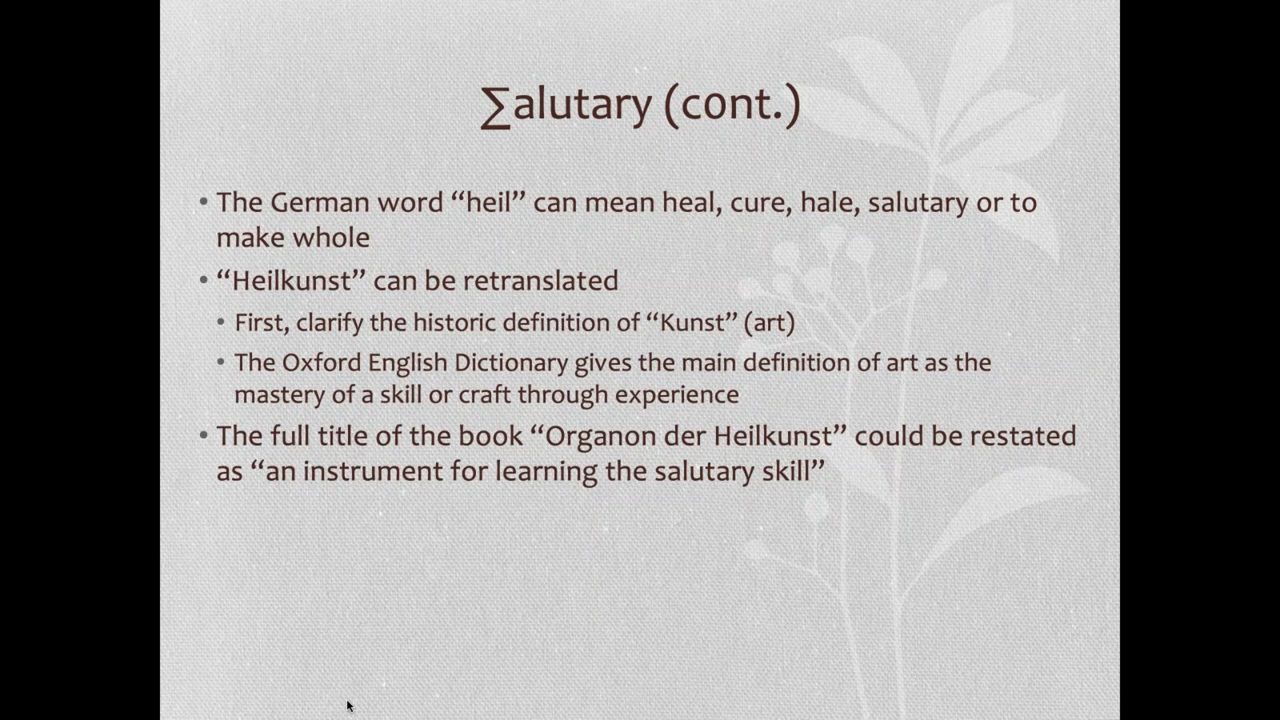 ∑alutary (cont.)
• The German word “heil” can mean heal, cure, hale, salutary or to
make whole
• “Heilkunst” can be retranslated
• First, clarify the historic definition of “Kunst” (art)
• The Oxford English Dictionary gives the main definition of art as the
mastery of a skill or craft through experience
• The full title of the book “Organon der Heilkunst” could be restated
as “an instrument for learning the salutary skill”